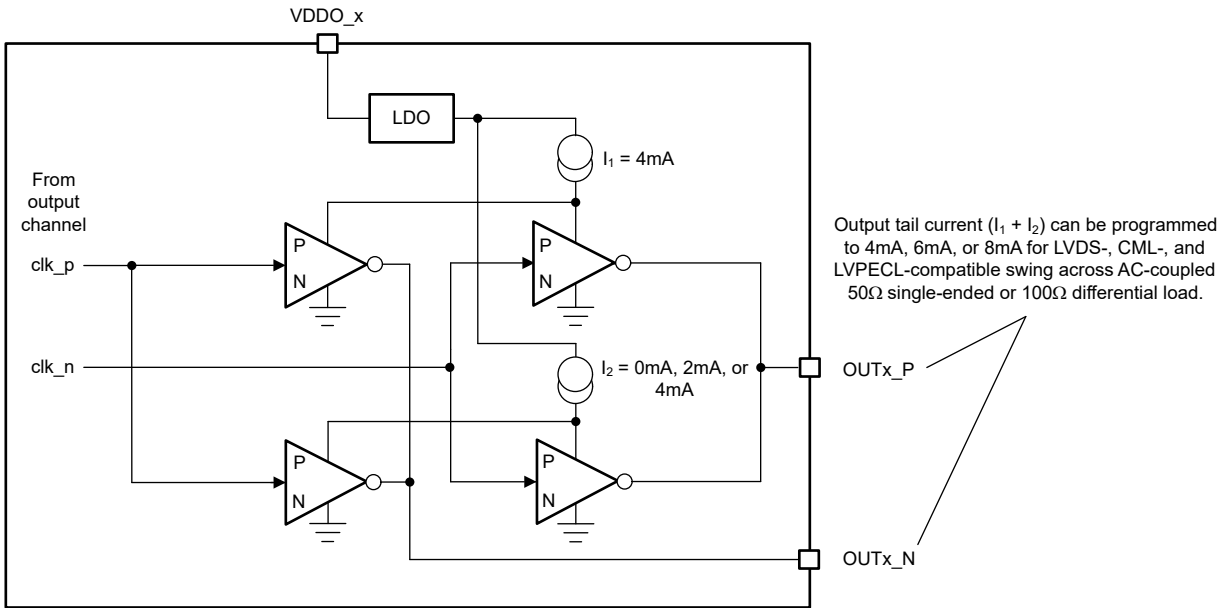 VDDO_x
LDO
I₁ = 4mA
From
output
channel
P
N
P
N
clk_p
Output tail current (I₁ + I₂) can be programmed
to 4mA, 6mA, or 8mA for LVDS-, CML-, and
LVPECL-compatible swing across AC-coupled
50Ω single-ended or 100Ω differential load.
clk_n
I₂ = 0mA, 2mA, or
4mA
OUTx_P
P
N
P
N
OUTx_N